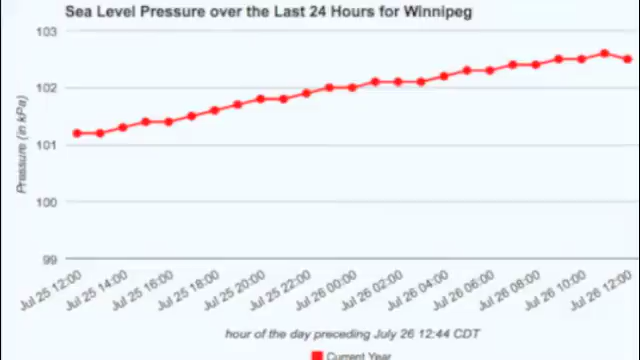 Sea Level Pressure over the Last 24 Hours for Winnipeg
103
102
101
100
99
Pressure (in kPa)
Jul 25 12:00
Jul 25 14:00
Jul 25 16:00
Jul 25 18:00
Jul 25 20:00
Jul 25 22:00
Jul 26 00:00
Jul 26 02:00
Jul 26 04:00
Jul 26 06:00
Jul 26 08:00
Jul 26 10:00
Jul 26 12:00
hour of the day preceding July 26 12:44 CDT
Current Year